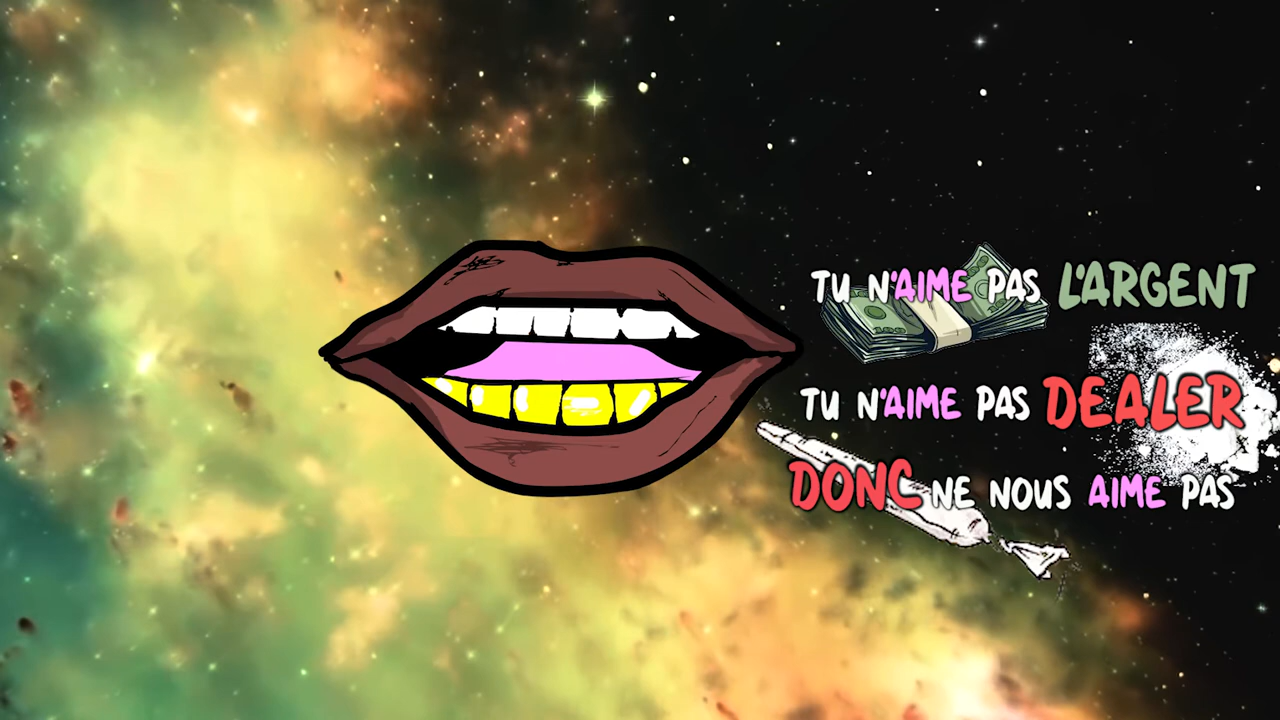 TU N'AIME PAS L'ARGENT
TU N'AIME PAS DEALER
DONC NE NOUS AIME PAS